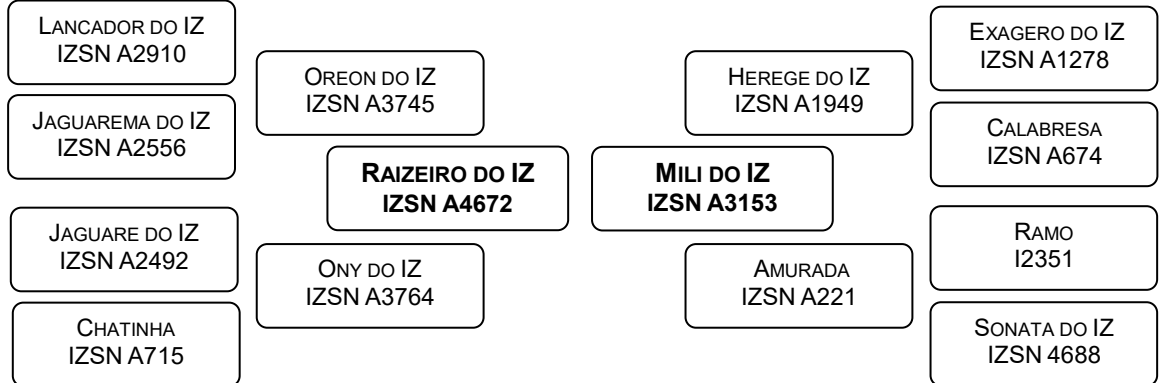 LANCADOR DO IZ
IZSN A2910
JAGUAREMA DO IZ
IZSN A2556
OREON DO IZ
IZSN A3745
RAIZEIRO DO IZ
IZSN A4672
JAGUARE DO IZ
IZSN A2492
CHATINHA
IZSN A715
ONY DO IZ
IZSN A3764
HEREGE DO IZ
IZSN A1949
MILI DO IZ
IZSN A3153
AMURADA
IZSN A221
EXAGERO DO IZ
IZSN A1278
CALABRESA
IZSN A674
RAMO
I2351
SONATA DO IZ
IZSN 4688